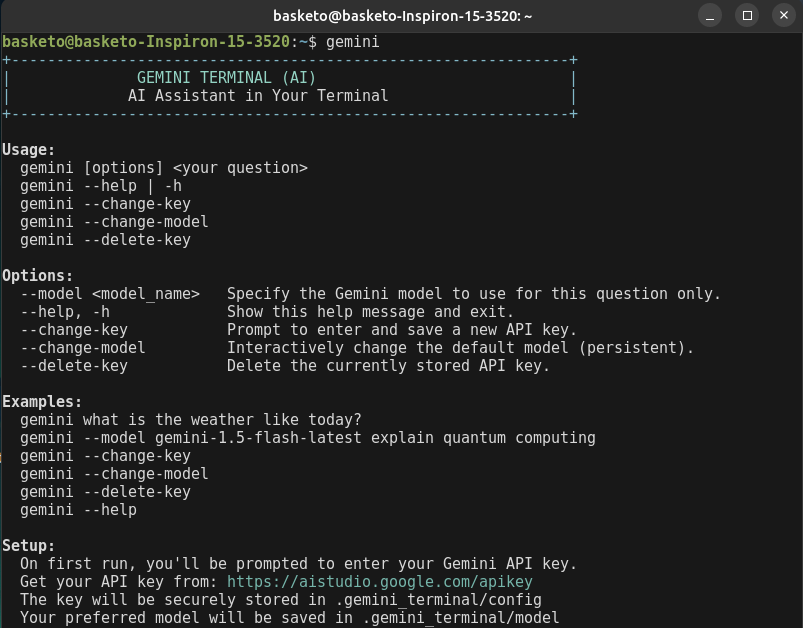 basketo@basketo-Inspiron-15-3520: ~
basketo@basketo-Inspiron-15-3520:~$ gemini
+--------------------------------------------------------------+
| GEMINI TERMINAL (AI) |
| AI Assistant in Your Terminal |
+--------------------------------------------------------------+
Usage:
gemini [options] <your question>
gemini --help | -h
gemini --change-key
gemini --change-model
gemini --delete-key
Options:
--model <model_name> Specify the Gemini model to use for this question only.
--help, -h Show this help message and exit.
--change-key Prompt to enter and save a new API key.
--change-model Interactively change the default model (persistent).
--delete-key Delete the currently stored API key.
Examples:
gemini what is the weather like today?
gemini --model gemini-1.5-flash-latest explain quantum computing
gemini --change-key
gemini --change-model
gemini --delete-key
gemini --help
Setup:
On first run, you'll be prompted to enter your Gemini API key.
Get your API key from: https://aistudio.google.com/apikey
The key will be securely stored in .gemini_terminal/config
Your preferred model will be saved in .gemini_terminal/model